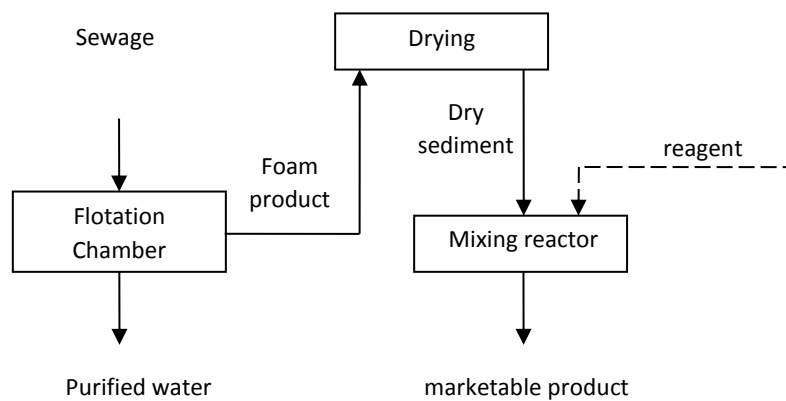 Sewage
Drying
Dry
sediment
reagent
Foam
product
Flotation
Chamber
Mixing reactor
Purified water
marketable product